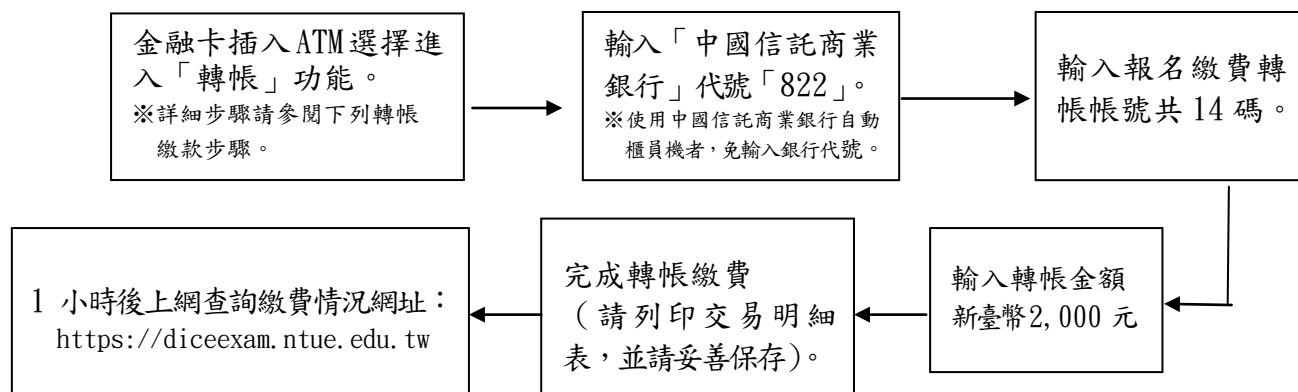 金融卡插入ATM選擇進
入「轉帳」功能。
※詳細步驟請參閱下列轉帳
繳款步驟。
輸入「中國信託商業
銀行」代號「822」。
※使用中國信託商業銀行自動
櫃員機者，免輸入銀行代號。
輸入報名繳費轉
帳帳號共 14 碼。
輸入轉帳金額
新臺幣2,000 元
完成轉帳繳費
（請列印交易明細
表，並請妥善保存）。
1 小時後上網查詢繳費情況網址：
https://diceexam.ntue.edu.tw